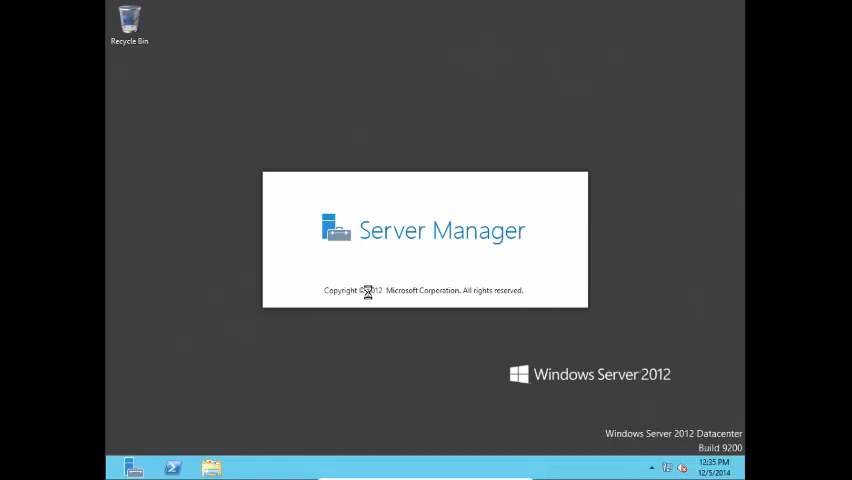 Recycle Bin
Server Manager
Copyright © 2012 Microsoft Corporation. All rights reserved.
Windows Server 2012
Windows Server 2012 Datacenter
Build 9200
12:35 PM
12/5/2014